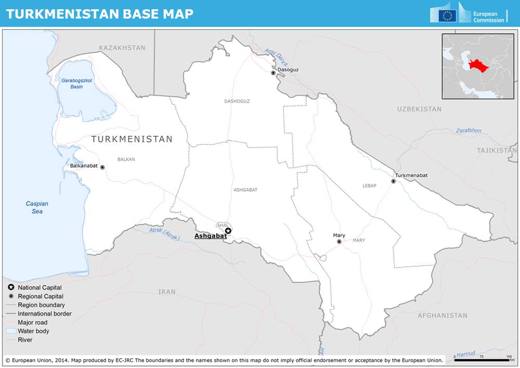 TURKMENISTAN BASE MAP
European
Commission
KAZAKHSTAN
Garabogazkol
Basin
Dasoguz
DASHOGUZ
UZBEKISTAN
TURKMENISTAN
Zarafshon
TAJIKISTAN
BALKAN
Balkanabat
Turkmenabat
LEBAP
ASHGABAT
Caspian
Sea
Ashgabat
Mary
MARY
IRAN
AFGHANISTAN
National Capital
Regional Capital
Region boundary
International border
Major road
Water body
River
© European Union, 2014. Map produced by EC-JRC The boundaries and the names shown on this map do not imply official endorsement or acceptance by the European Union.